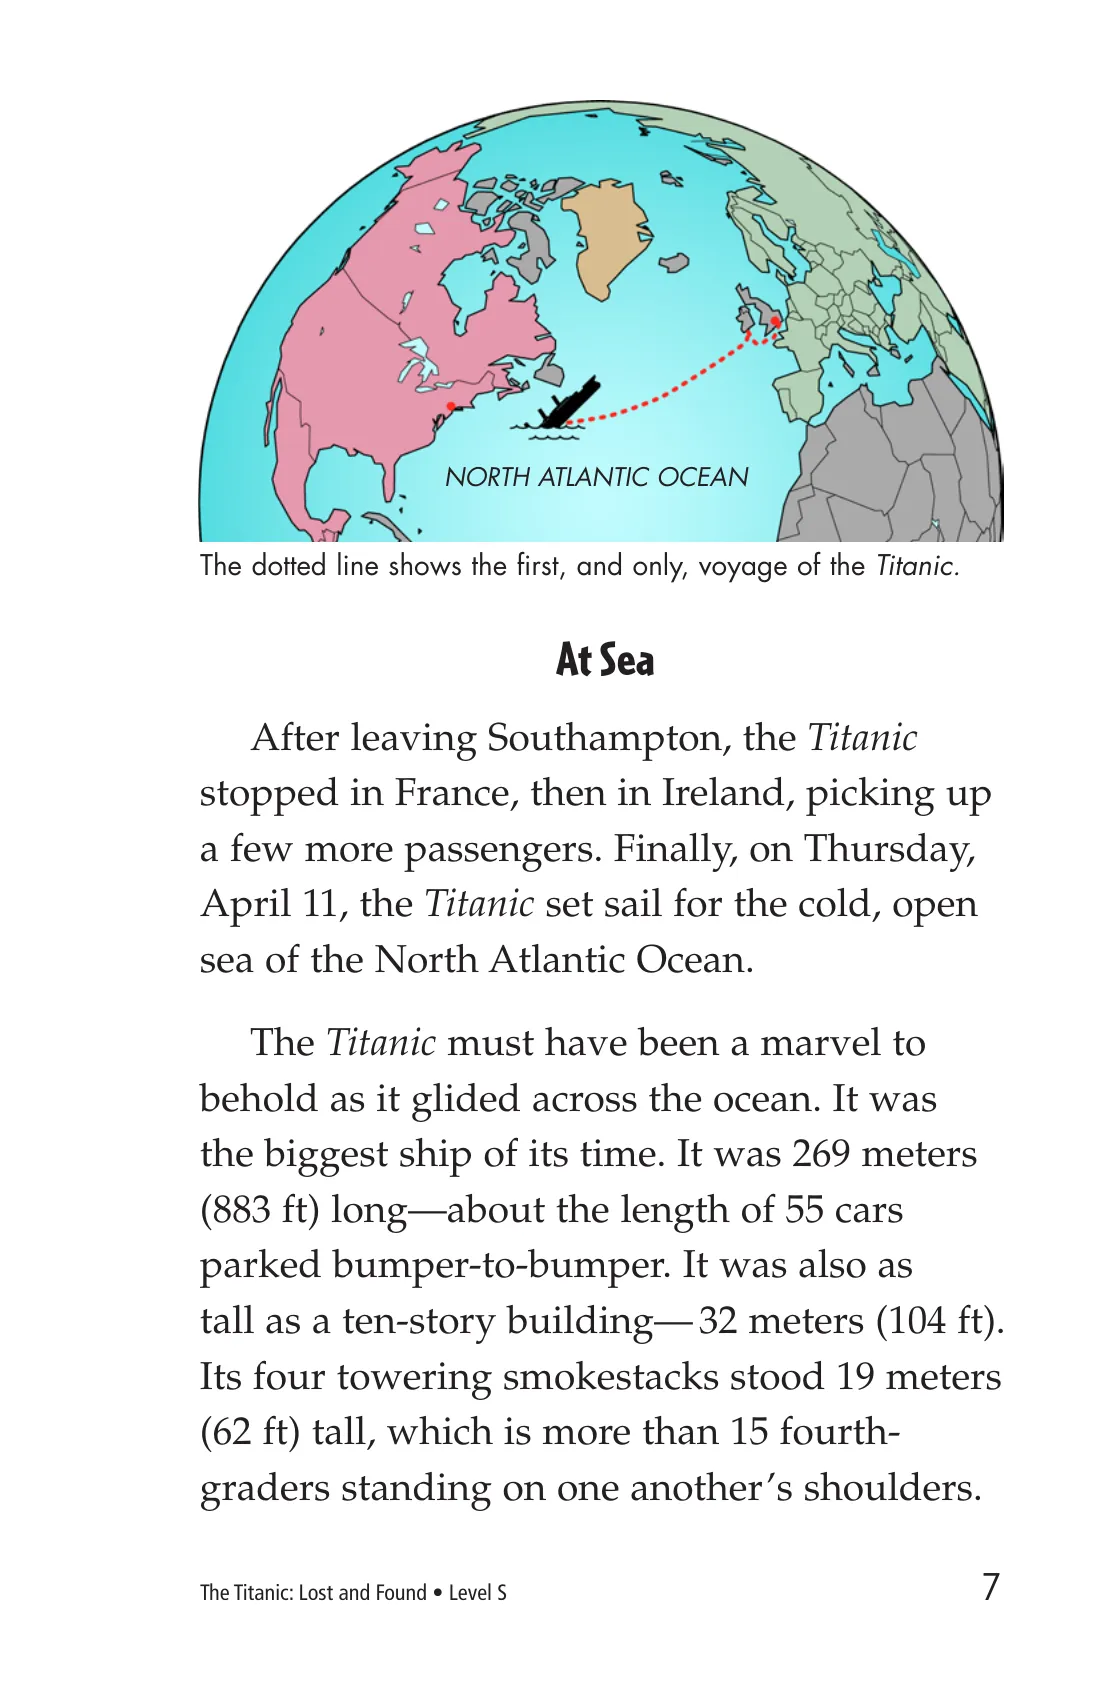 NORTH ATLANTIC OCEAN
The dotted line shows the first, and only, voyage of the Titanic.
At Sea
After leaving Southampton, the Titanic
stopped in France, then in Ireland, picking up
a few more passengers. Finally, on Thursday,
April 11, the Titanic set sail for the cold, open
sea of the North Atlantic Ocean.
The Titanic must have been a marvel to
behold as it glided across the ocean. It was
the biggest ship of its time. It was 269 meters
(883 ft) long—about the length of 55 cars
parked bumper-to-bumper. It was also as
tall as a ten-story building—32 meters (104 ft).
Its four towering smokestacks stood 19 meters
(62 ft) tall, which is more than 15 fourth-
graders standing on one another's shoulders.
The Titanic: Lost and Found • Level S
7